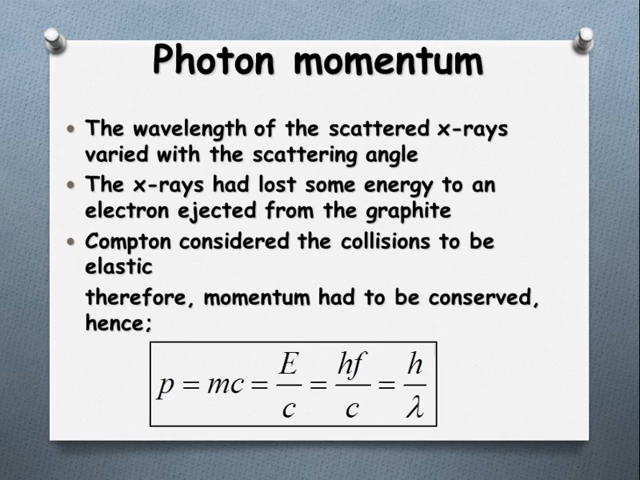 Photon momentum
• The wavelength of the scattered x-rays
varied with the scattering angle
• The x-rays had lost some energy to an
electron ejected from the graphite
• Compton considered the collisions to be
elastic
therefore, momentum had to be conserved,
hence;
p = mc = E/c = hf/c = h/λ